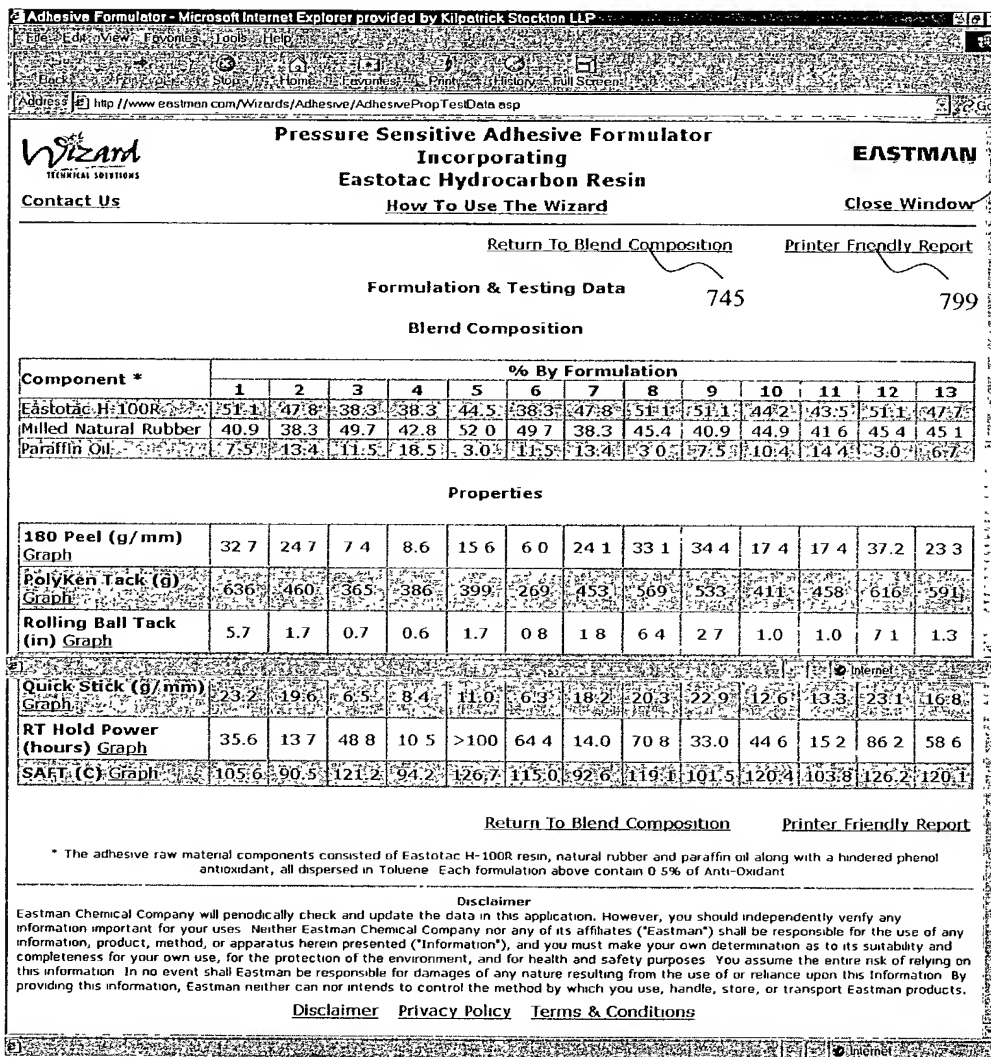 Adhesive Formulator - Microsoft Internet Explorer provided by Kilpatrick Stockton LLP
File Edit View Favorites Tools Help
Back Stop Home Favorites Print History Full Screen
Address http //www eastman com/Wizards/Adhesive/AdhesivePropTestData asp
Wizard
TECHNICAL SOLUTIONS
Pressure Sensitive Adhesive Formulator
Incorporating
Eastotac Hydrocarbon Resin
EASTMAN
Contact Us How To Use The Wizard Close Window
Return To Blend Composition Printer Friendly Report
745 799
Formulation & Testing Data
Blend Composition
Component * % By Formulation
1 2 3 4 5 6 7 8 9 10 11 12 13
Eastotac H-100R 51.1 47.8 38.3 38.3 44.5 38.3 47.8 51.1 51.1 44.2 43.5 51.1 47.7
Milled Natural Rubber 40.9 38.3 49.7 42.8 52 0 49.7 38.3 45.4 40.9 44.9 41 6 45 4 45 1
Paraffin Oil 7.5 13.4 11.5 18.5 3.0 11.5 13.4 3 0 7.5 10.4 14 4 3.0 6.7
Properties
180 Peel (g/mm) Graph 32 7 24 7 7 4 8.6 15 6 6 0 24 1 33 1 34 4 17 4 17 4 37.2 23 3
PolyKen Tack (g) Graph 636 460 365 386 399 269 453 569 533 411 458 616 591
Rolling Ball Tack (in) Graph 5.7 1.7 0.7 0.6 1.7 0 8 1 8 6 4 2 7 1.0 1.0 7 1 1.3
Internet
Quick Stick (g/mm) Graph 23.2 19.6 6.5 8.4 11.0 6.3 18.2 20.3 22.9 12.6 13.3 23.1 16.8
RT Hold Power (hours) Graph 35.6 13 7 48 8 10 5 >100 64 4 14.0 70 8 33.0 44 6 15 2 86 2 58 6
SAFT (C) Graph 105.6 90.5 121.2 94.2 126.7 115.0 92.6 119.1 101.5 120.4 103.8 126.2 120.1
Return To Blend Composition Printer Friendly Report
* The adhesive raw material components consisted of Eastotac H-100R resin, natural rubber and paraffin oil along with a hindered phenol
antioxidant, all dispersed in Toluene Each formulation above contain 0 5% of Anti-Oxidant
Disclaimer
Eastman Chemical Company will periodically check and update the data in this application. However, you should independently verify any
information important for your uses Neither Eastman Chemical Company nor any of its affiliates ("Eastman") shall be responsible for the use of any
information, product, method, or apparatus herein presented ("Information"), and you must make your own determination as to its suitability and
completeness for your own use, for the protection of the environment, and for health and safety purposes You assume the entire risk of relying on
this information In no event shall Eastman be responsible for damages of any nature resulting from the use of or reliance upon this Information By
providing this information, Eastman neither can nor intends to control the method by which you use, handle, store, or transport Eastman products.
Disclaimer Privacy Policy Terms & Conditions
Internet